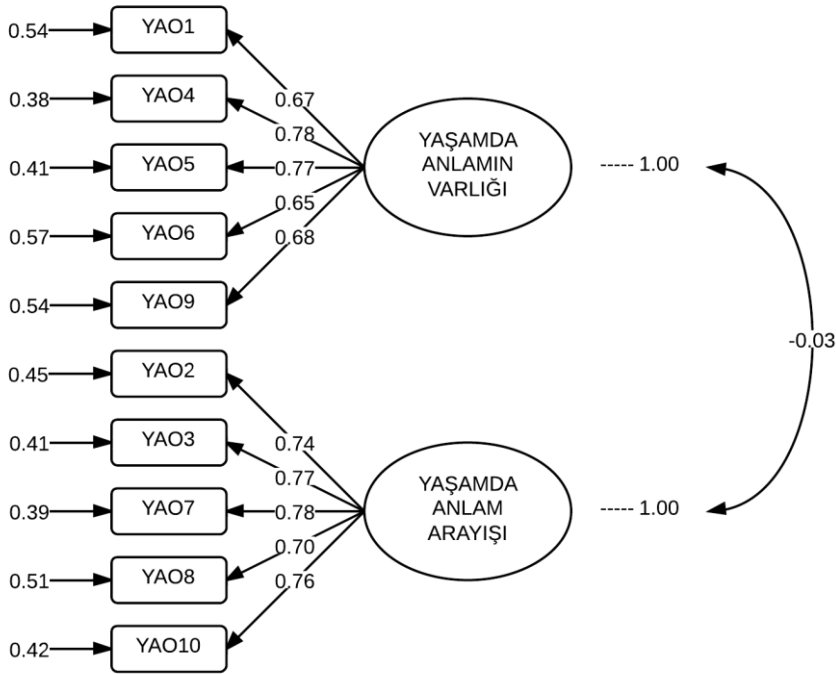 0.54 YAO1
0.67
0.38 YAO4
0.78
0.41 YAO5
0.77
0.57 YAO6
0.65
0.54 YAO9
0.68
YAŞAMDA
ANLAMIN
VARLIĞI
----- 1.00
-0.03
0.45 YAO2
0.74
0.41 YAO3
0.77
0.39 YAO7
0.78
0.51 YAO8
0.70
0.42 YAO10
0.76
YAŞAMDA
ANLAM
ARAYIŞI
----- 1.00